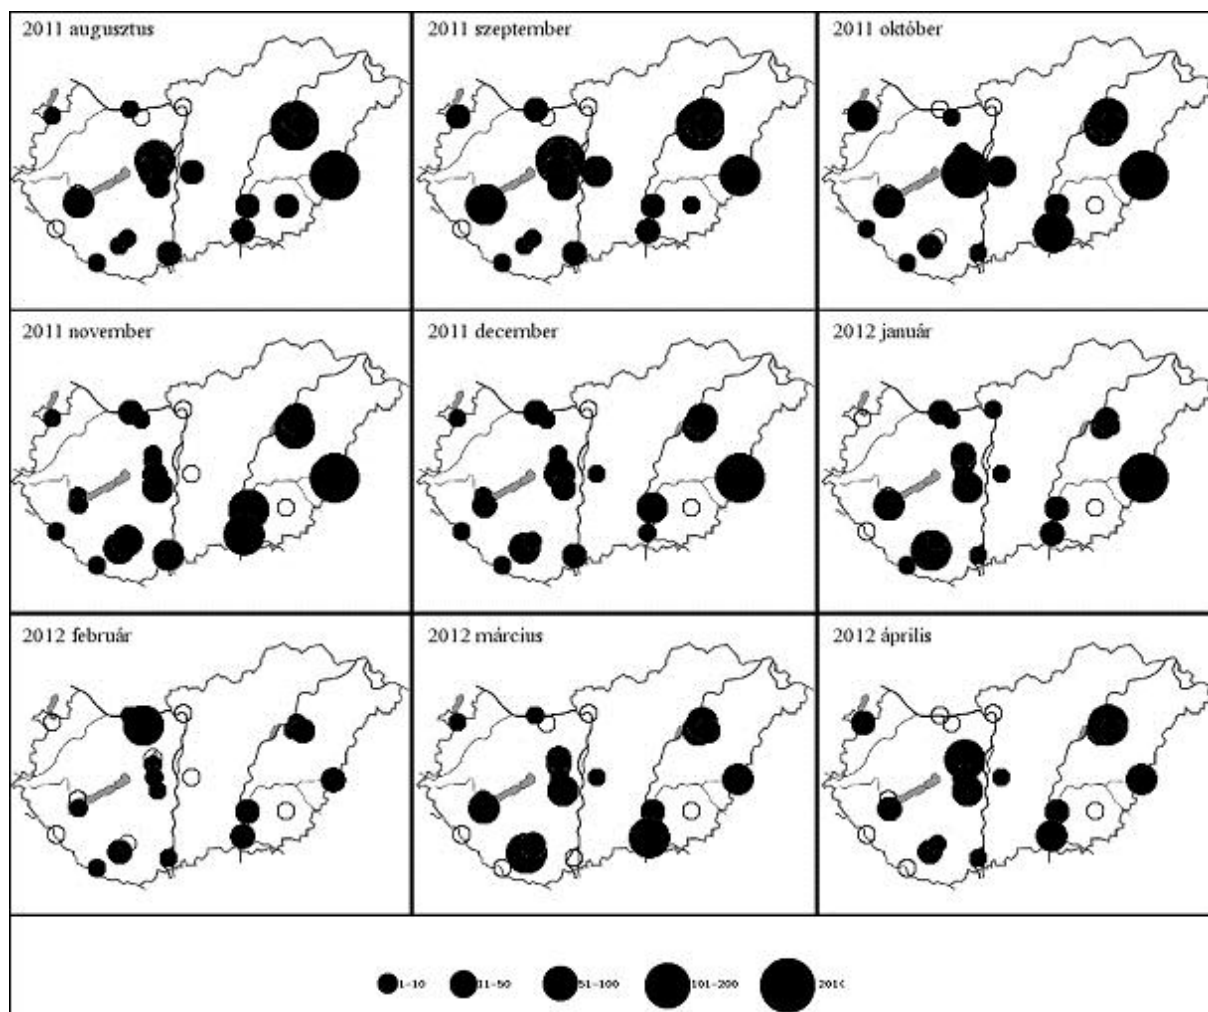 2011 augusztus
2011 szeptember
2011 október
2011 november
2011 december
2012 január
2012 február
2012 március
2012 április
1-10
11-50
51-100
101-200
201<